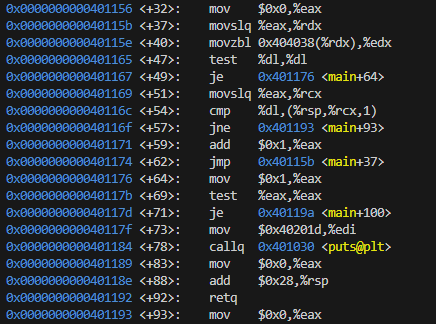 0x0000000000401156 <+32>: mov $0x0,%eax
0x000000000040115b <+37>: movslq %eax,%rdx
0x000000000040115e <+40>: movzbl 0x404038(%rdx),%edx
0x0000000000401165 <+47>: test %dl,%dl
0x0000000000401167 <+49>: je 0x401176 <main+64>
0x0000000000401169 <+51>: movslq %eax,%rcx
0x000000000040116c <+54>: cmp %dl,(%rsp,%rcx,1)
0x000000000040116f <+57>: jne 0x401193 <main+93>
0x0000000000401171 <+59>: add $0x1,%eax
0x0000000000401174 <+62>: jmp 0x40115b <main+37>
0x0000000000401176 <+64>: mov $0x1,%eax
0x000000000040117b <+69>: test %eax,%eax
0x000000000040117d <+71>: je 0x40119a <main+100>
0x000000000040117f <+73>: mov $0x40201d,%edi
0x0000000000401184 <+78>: callq 0x401030 <puts@plt>
0x0000000000401189 <+83>: mov $0x0,%eax
0x000000000040118e <+88>: add $0x28,%rsp
0x0000000000401192 <+92>: retq
0x0000000000401193 <+93>: mov $0x0,%eax